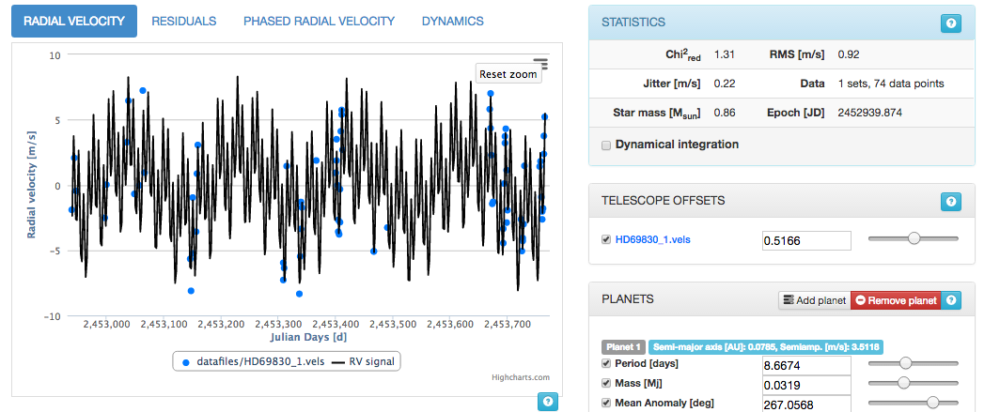 RADIAL VELOCITY RESIDUALS PHASED RADIAL VELOCITY DYNAMICS
Reset zoom
10
5
0
−5
−10
Radial velocity [m/s]
2,453,000 2,453,100 2,453,200 2,453,300 2,453,400 2,453,500 2,453,600 2,453,700
Julian Days [d]
datafiles/HD69830_1.vels RV signal
Highcharts.com
?
STATISTICS ?
Chi²red 1.31 RMS [m/s] 0.92
Jitter [m/s] 0.22 Data 1 sets, 74 data points
Star mass [Msun] 0.86 Epoch [JD] 2452939.874
Dynamical integration
TELESCOPE OFFSETS ?
HD69830_1.vels 0.5166
PLANETS Add planet Remove planet ?
Planet 1 Semi-major axis [AU]: 0.0785, Semiamp. [m/s]: 3.5116
Period [days] 8.6674
Mass [Mj] 0.0319
Mean Anomaly [deg] 267.0568